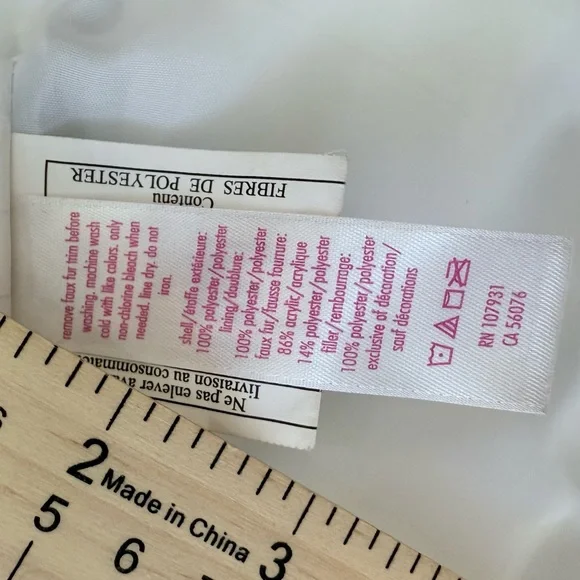 remove faux fur trim before
washing. machine wash
cold with like colors. only
non-chlorine bleach when
needed, line dry. do not
iron.
shell/étoffe extérieure:
100% polyester/polyester
lining/doublure:
100% polyester/polyester
faux fur/fausse fourrure:
86% acrylic/acrylique
14% polyester/polyester
filler/embourrage:
100% polyester/polyester
exclusive of décoration/
sauf décorations
RN 107931
CA 56076
Contenu
FIBRES DE POLYESTER
Ne pas enlever
Livraison au consommat
2
Made in China
3
5
6